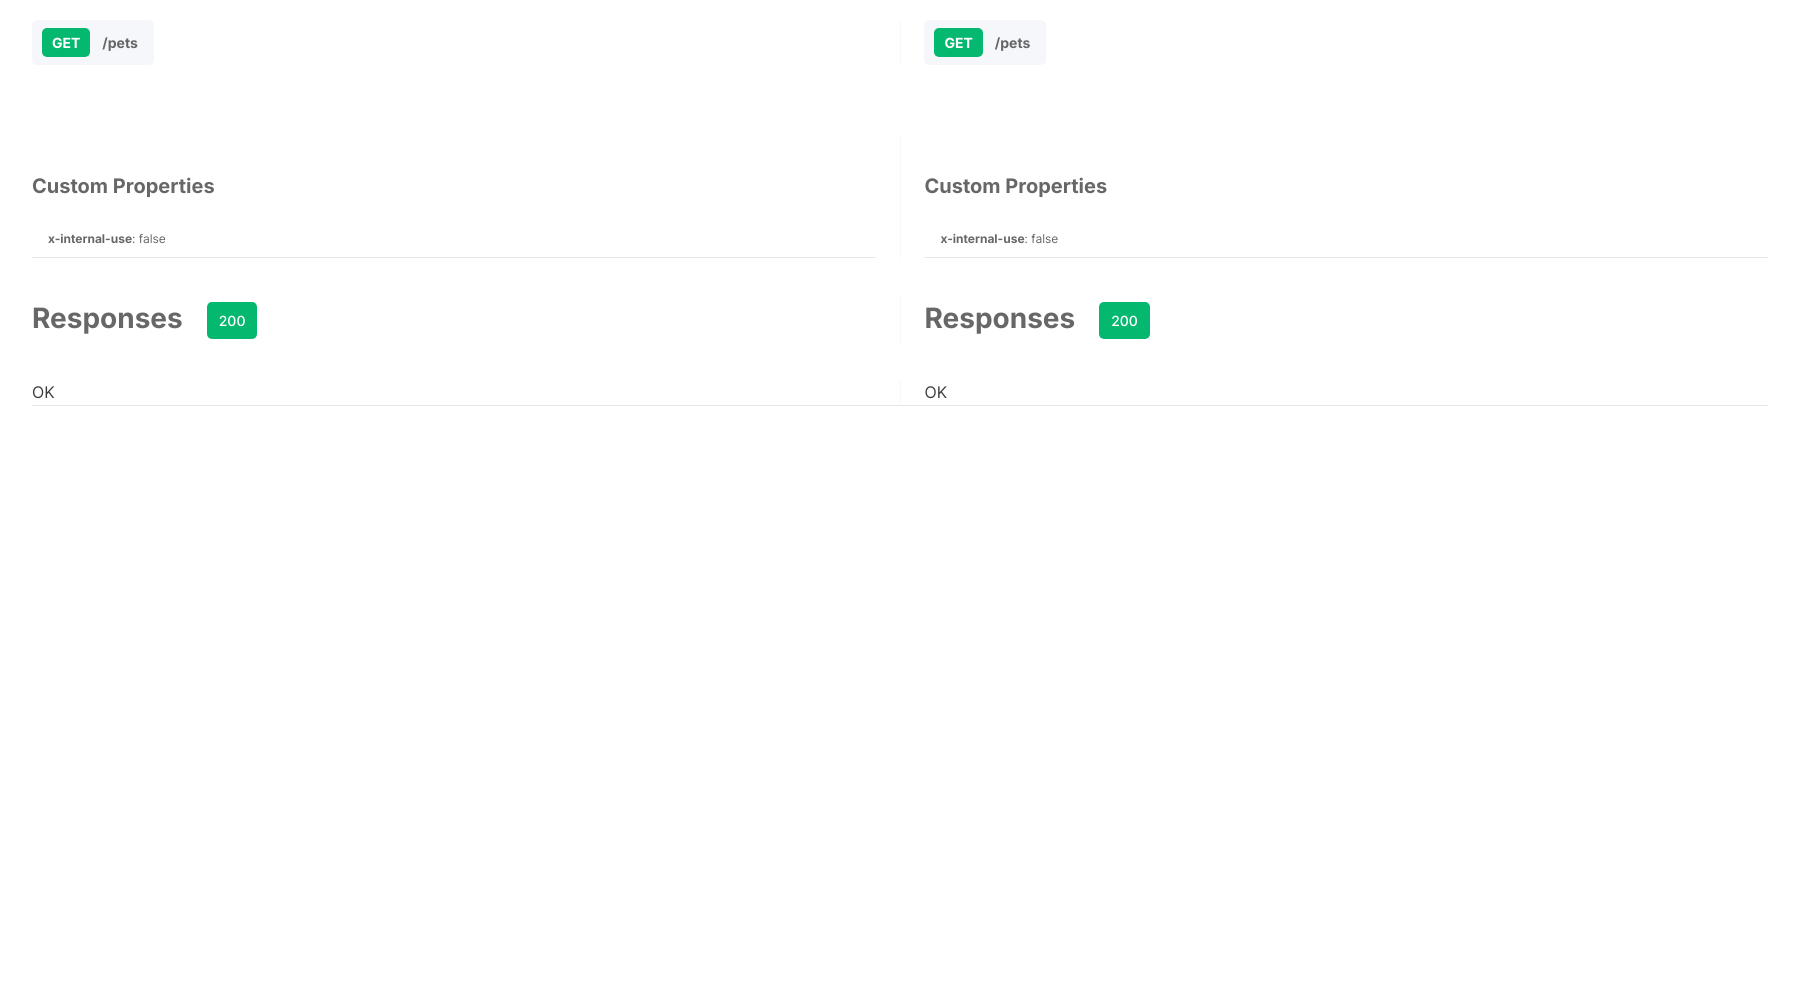 GET /pets GET /pets
Custom Properties Custom Properties
x-internal-use: false x-internal-use: false
Responses 200 Responses 200
OK OK